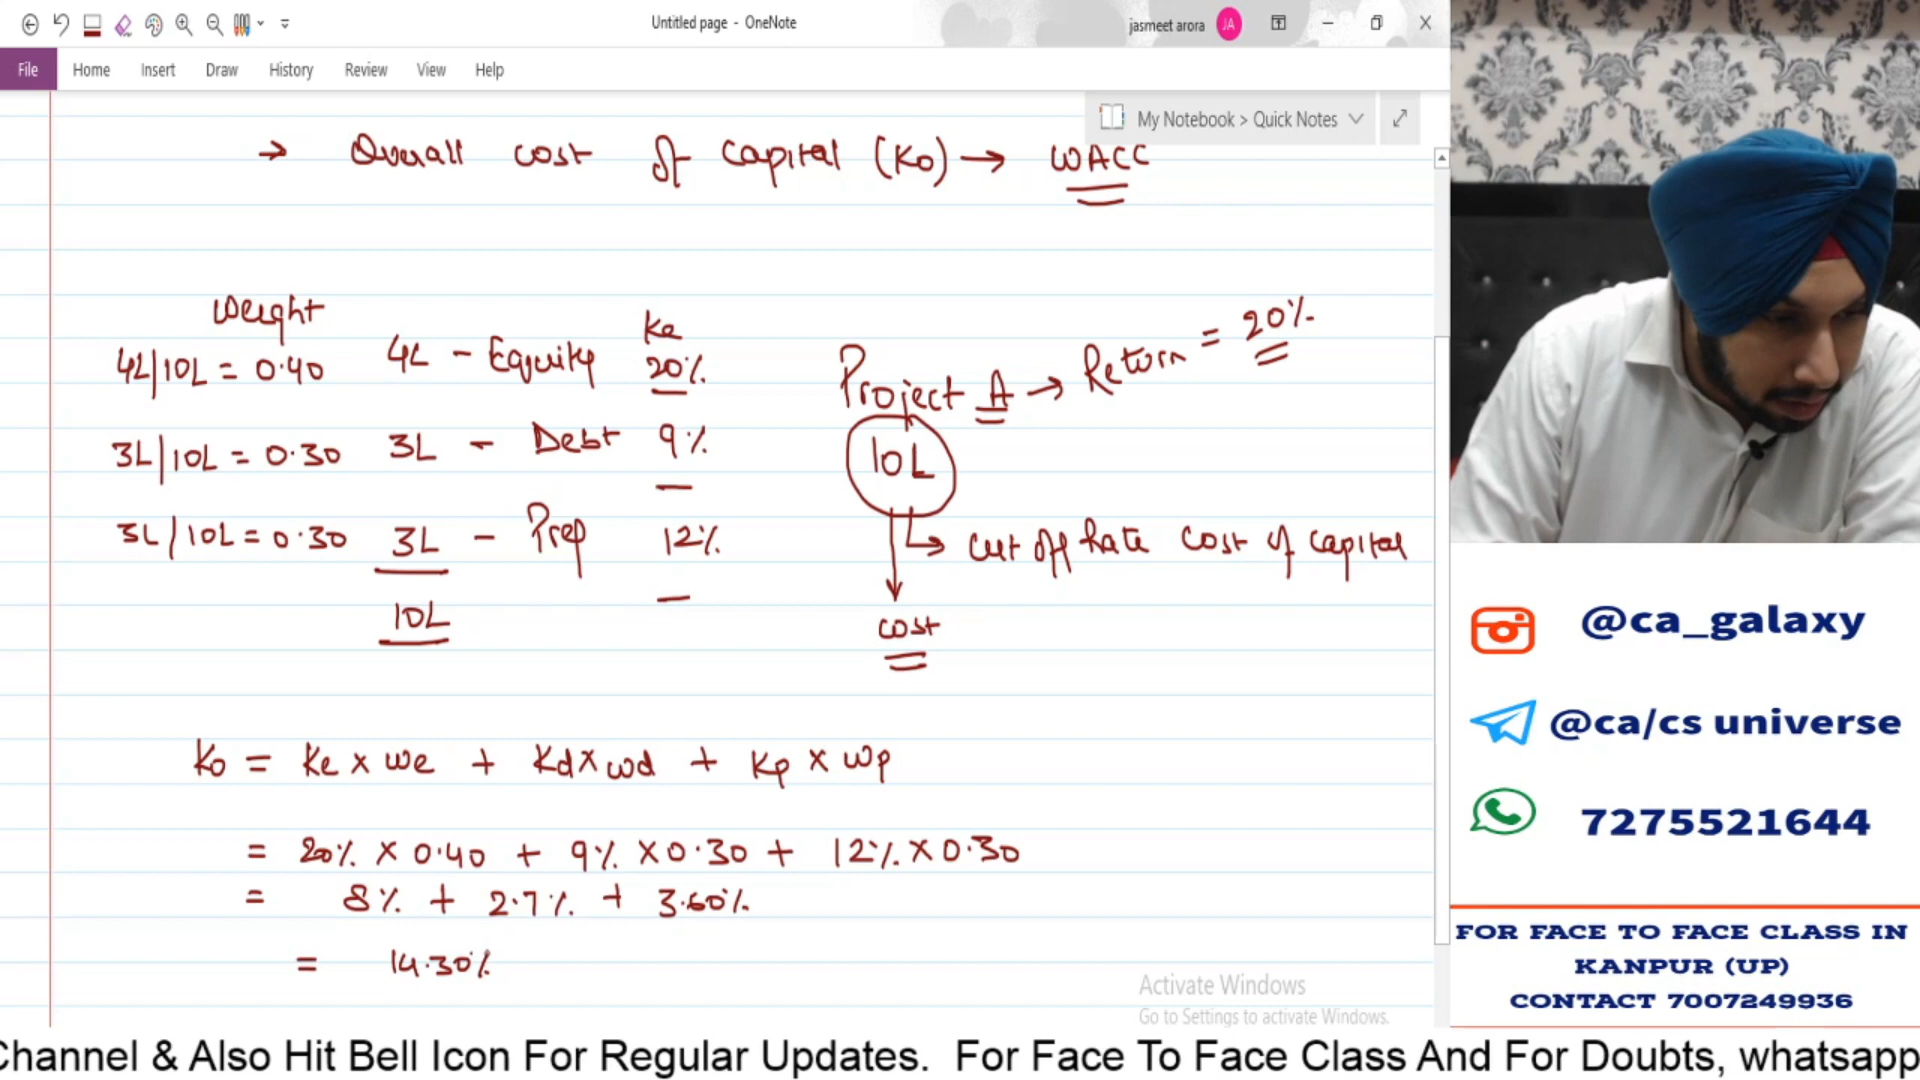 Untitled page - OneNote
jasmeet arora JA
File Home Insert Draw History Review View Help
My Notebook > Quick Notes
→ Overall cost of capital (Ko) → WACC
Weight
4L/10L = 0.40 4L - Equity Ke 20%
3L/10L = 0.30 3L - Debt 9%
3L/10L = 0.30 3L - Pref 12%
10L
Project A → Return = 20%
10L
cut off Rate cost of capital
cost
Ko = Ke x we + Kd x wd + Kp x wp
= 20% x 0.40 + 9% x 0.30 + 12% x 0.30
= 8% + 2.7% + 3.60%
= 14.30%
Activate Windows
Go to Settings to activate Windows.
@ca_galaxy
@ca/cs universe
7275521644
FOR FACE TO FACE CLASS IN
KANPUR (UP)
CONTACT 7007249936
Channel & Also Hit Bell Icon For Regular Updates. For Face To Face Class And For Doubts, whatsapp